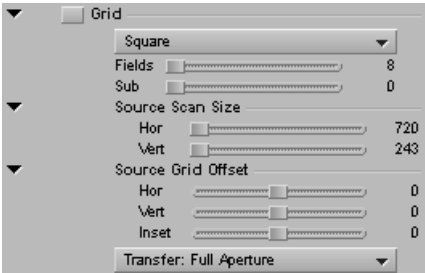 Grid
Square
Fields 8
Sub 0
Source Scan Size
Hor 720
Vert 243
Source Grid Offset
Hor 0
Vert 0
Inset 0
Transfer: Full Aperture